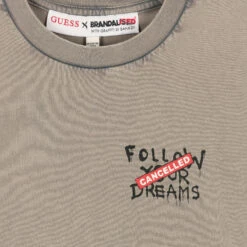 GUESS X BRANDALISED
WITH GRAFFITI BY BANKSY
FOLLOW
YOUR
CANCELLED
DREAMS